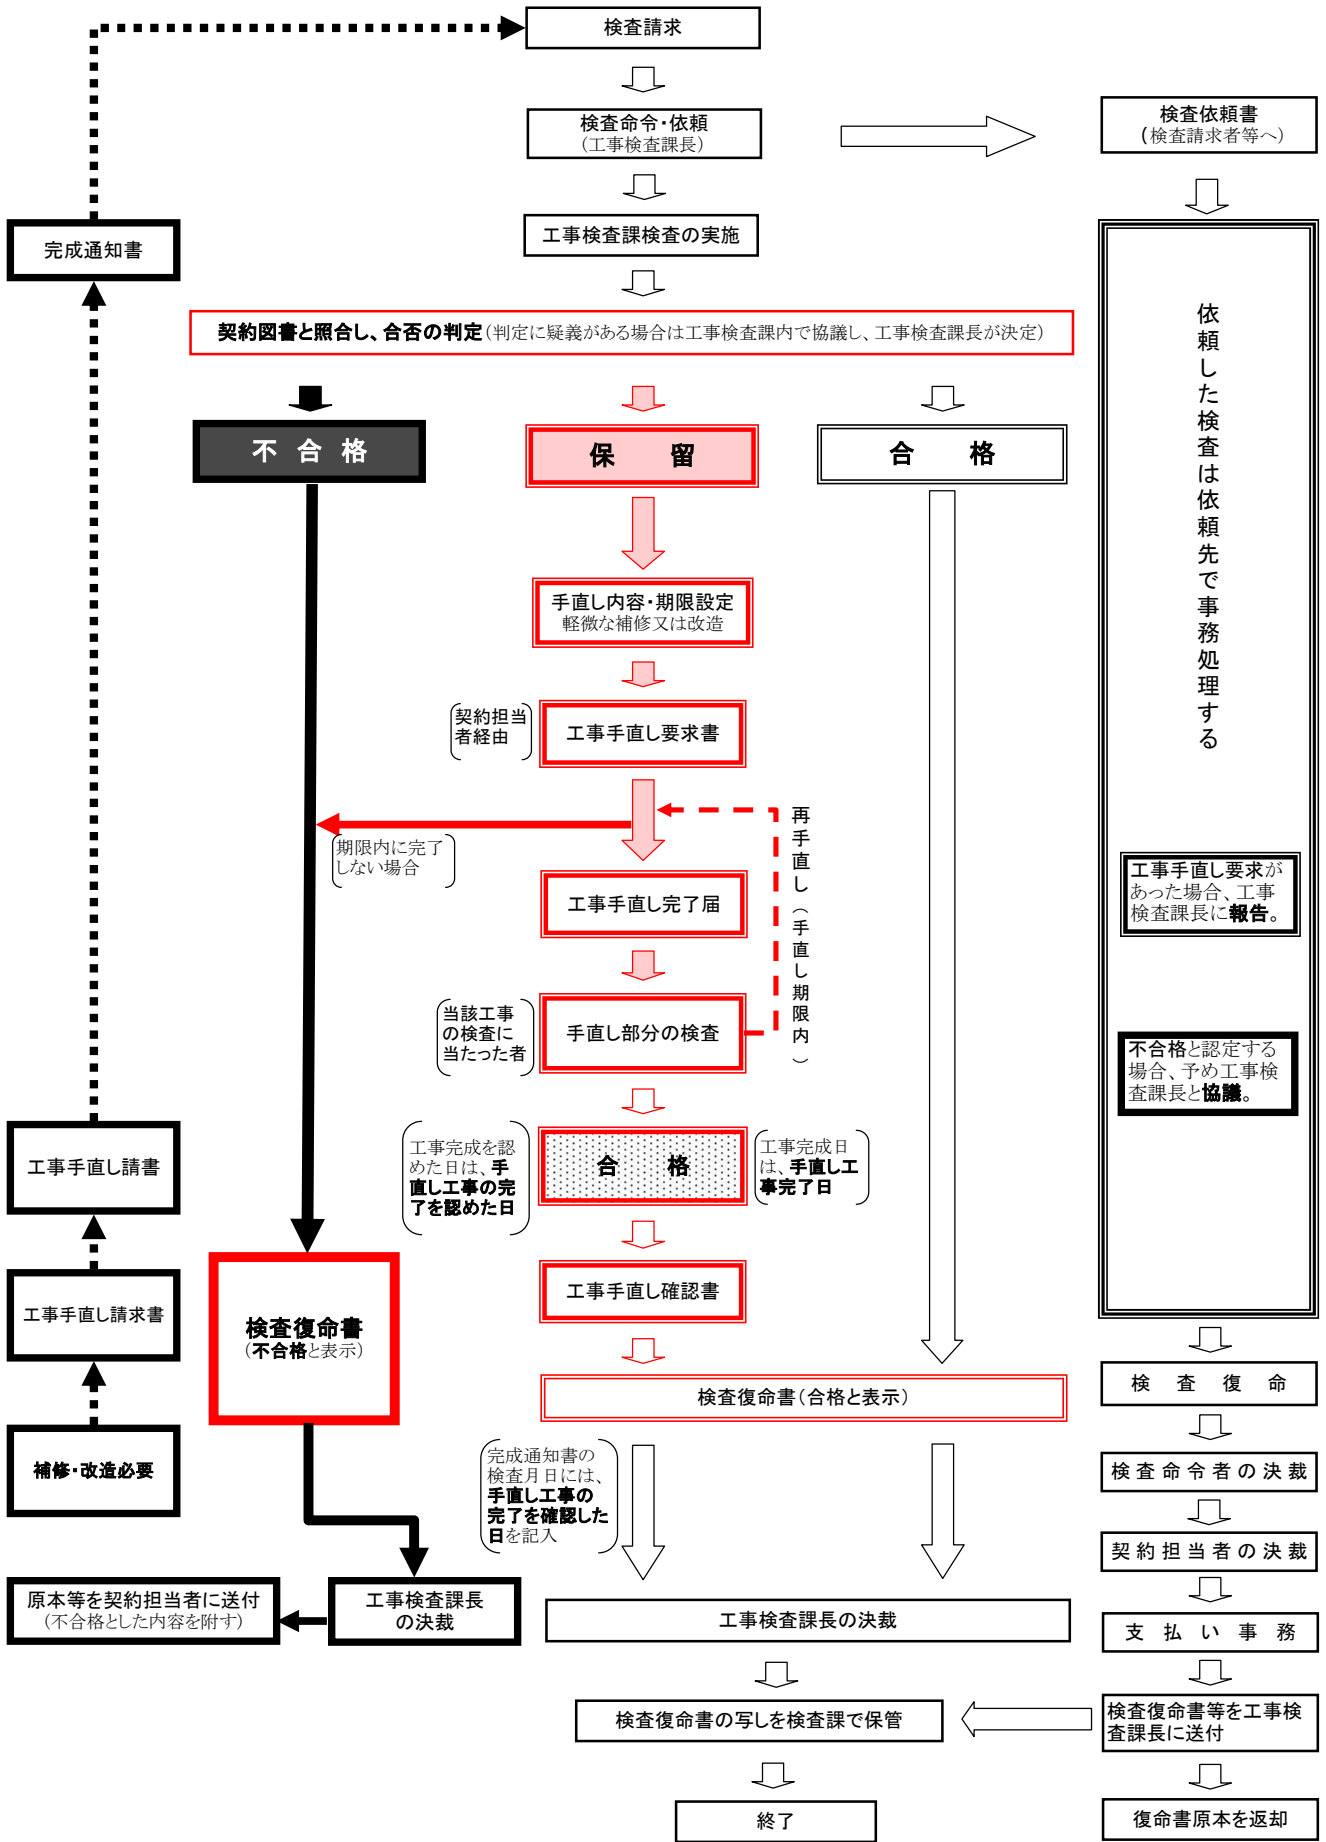 検査請求
検査命令・依頼
(工事検査課長)
検査依頼書
(検査請求者等へ)
工事検査課検査の実施
完成通知書
契約図書と照合し、合否の判定(判定に疑義がある場合は工事検査課内で協議し、工事検査課長が決定)
不 合 格
保 留
合 格
依頼した検査は依頼先で事務処理する
手直し内容・期限設定
軽微な補修又は改造
契約担当
者経由
工事手直し要求書
期限内に完了
しない場合
再手直し(手直し期限内)
工事手直し完了届
工事手直し要求が
あった場合、工事
検査課長に報告。
当該工事
の検査に
当たった者
手直し部分の検査
不合格と認定する
場合、予め工事検
査課長と協議。
工事完成を認
めた日は、手
直し工事の完
了を認めた日
合 格
工事完成日
は、手直し工
事完了日
工事手直し請書
工事手直し確認書
工事手直し請求書
検査復命書
(不合格と表示)
検査復命書(合格と表示)
検 査 復 命
補修・改造必要
完成通知書の
検査月日には、
手直し工事の
完了を確認した
日を記入
検査命令者の決裁
契約担当者の決裁
原本等を契約担当者に送付
(不合格とした内容を附す)
工事検査課長
の決裁
工事検査課長の決裁
支 払 い 事 務
検査復命書の写しを検査課で保管
検査復命書等を工事検
査課長に送付
終了
復命書原本を返却